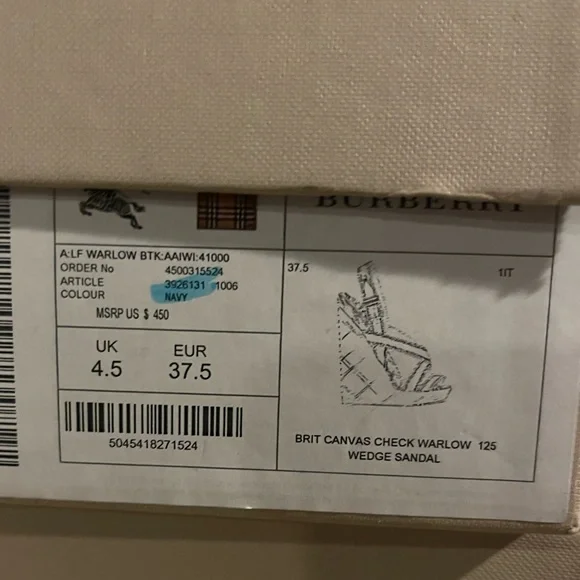 BURBERRY
A:LF WARLOW BTK:AAIWI:41000
ORDER No 4500315524
ARTICLE 3926131 1006
COLOUR NAVY
MSRP US $ 450
UK EUR
4.5 37.5
5045418271524
37.5 1IT
BRIT CANVAS CHECK WARLOW 125
WEDGE SANDAL